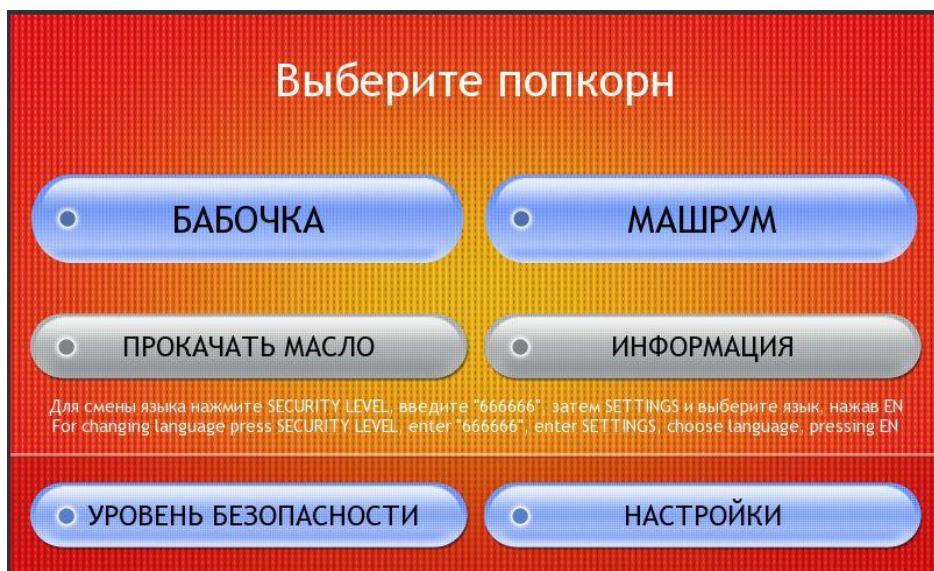 Выберите попкорн
БАБОЧКА
МАШРУМ
ПРОКАЧАТЬ МАСЛО
ИНФОРМАЦИЯ
Для смены языка нажмите SECURITY LEVEL, введите "666666", затем SETTINGS и выберите язык, нажав EN
For changing language press SECURITY LEVEL, enter "666666", enter SETTINGS, choose language, pressing EN
УРОВЕНЬ БЕЗОПАСНОСТИ
НАСТРОЙКИ